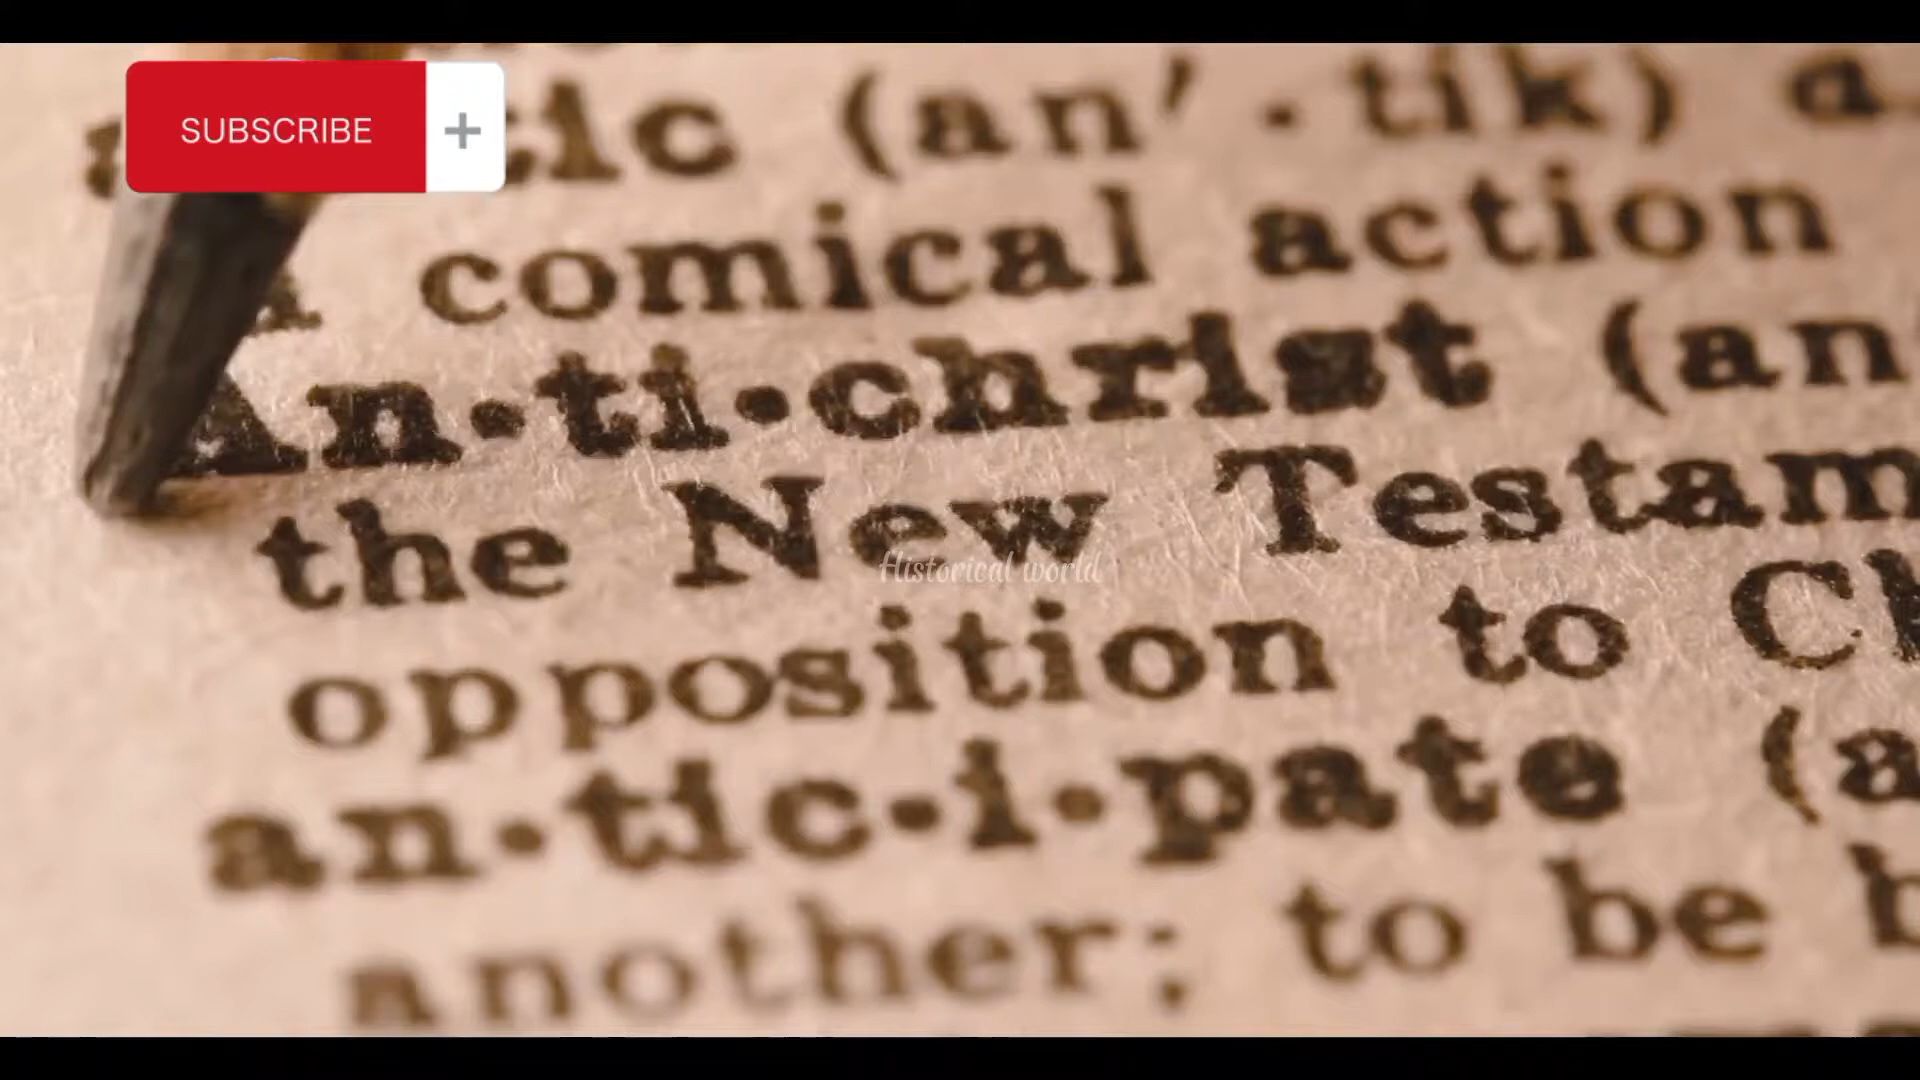 SUBSCRIBE +
tic (an′ · tik)
comical action
An·ti·christ (an
the New Testam
Historical world
opposition to
an·tic·i·pate
another; to be